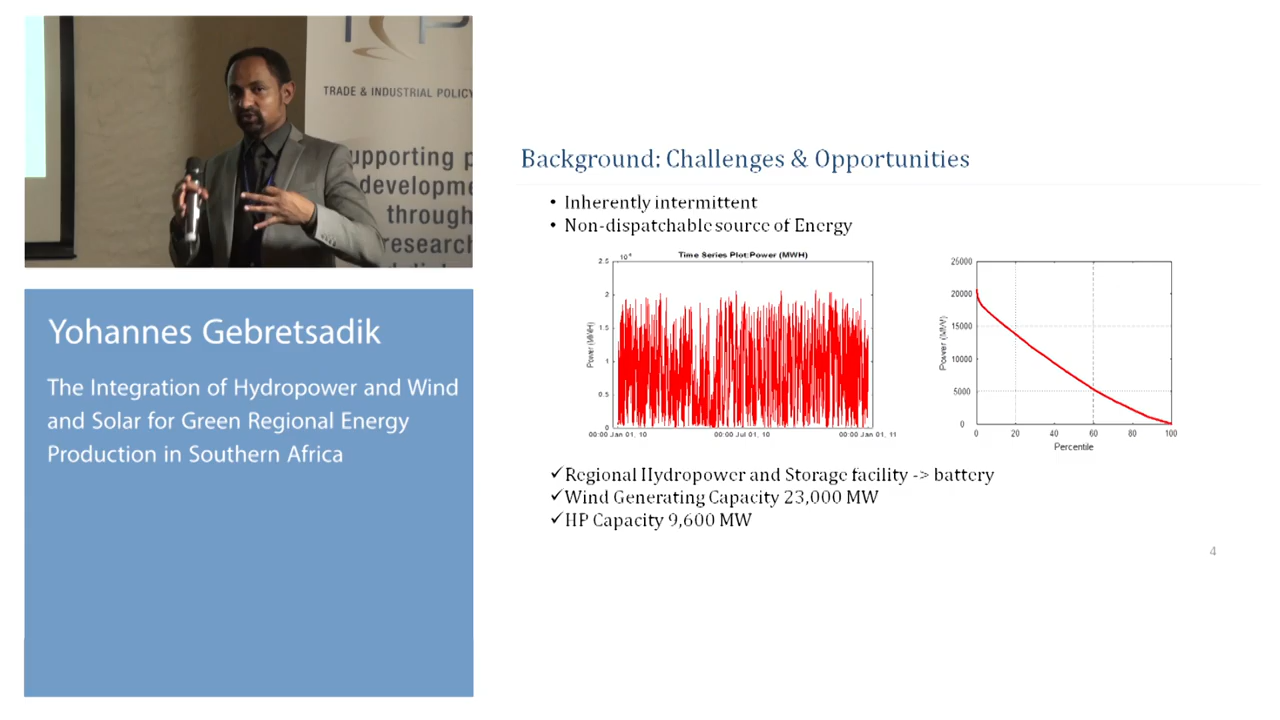 TRADE & INDUSTRIAL POLICY
upporting p
developme
through
research
Yohannes Gebretsadik
The Integration of Hydropower and Wind
and Solar for Green Regional Energy
Production in Southern Africa
Background: Challenges & Opportunities
• Inherently intermittent
• Non-dispatchable source of Energy
Time Series Plot:Power (MWH)
2.5
2
1.5
1
0.5
0
Power (MWH)
00:00 Jan 01, 10
00:00 Jul 01, 10
00:00 Jan 01, 11
25000
20000
15000
10000
5000
0
0
20
40
60
80
100
Percentile
✓Regional Hydropower and Storage facility -> battery
✓Wind Generating Capacity 23,000 MW
✓HP Capacity 9,600 MW
4